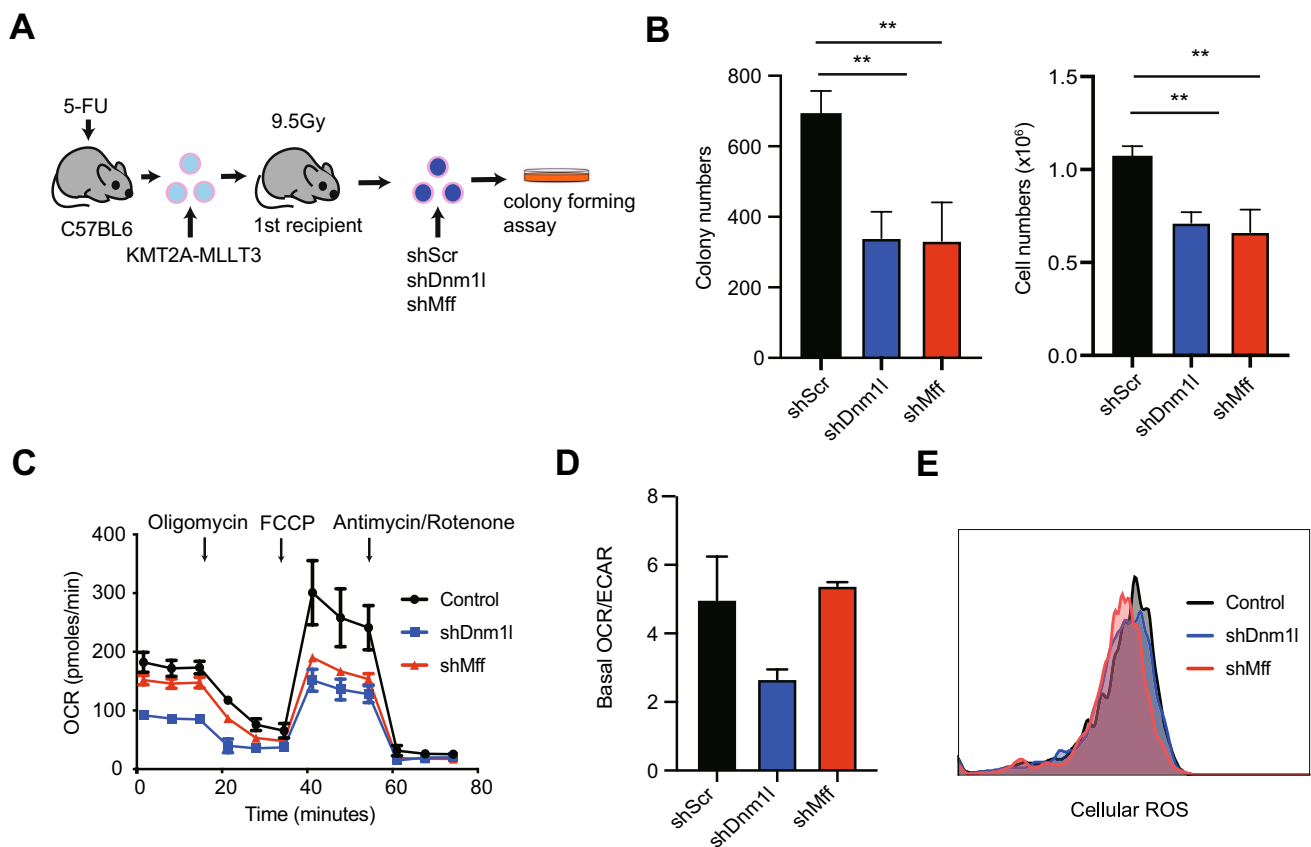 A
5-FU
9.5Gy
C57BL6
1st recipient
colony forming
assay
KMT2A-MLLT3
shScr
shDnm1l
shMff
B
**
**
Colony numbers
800
600
400
200
0
shScr
shDnm1l
shMff
**
**
Cell numbers (x10⁶)
1.5
1.0
0.5
0.0
shScr
shDnm1l
shMff
C
Oligomycin
FCCP
Antimycin/Rotenone
OCR (pmoles/min)
400
300
200
100
0
0
20
40
60
80
Time (minutes)
Control
shDnm1l
shMff
D
Basal OCR/ECAR
8
6
4
2
0
shScr
shDnm1l
shMff
E
Control
shDnm1l
shMff
Cellular ROS